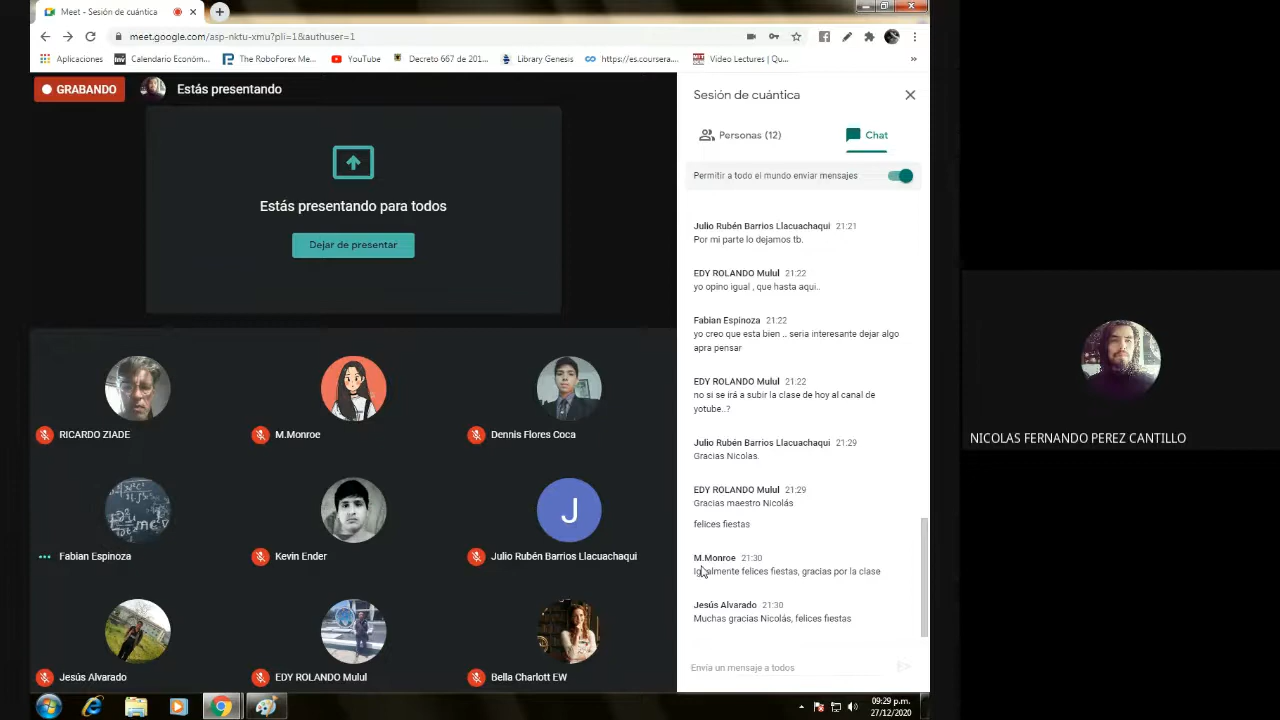 Meet - Sesión de cuántica
meet.google.com/asp-nktu-xmu?pli=1&authuser=1
Aplicaciones
Calendario Económ...
The RoboForex Me...
YouTube
Decreto 667 de 201...
Library Genesis
https://es.coursera....
Video Lectures | Qu...
»
GRABANDO
Estás presentando
Estás presentando para todos
Dejar de presentar
RICARDO ZIADE
M.Monroe
Dennis Flores Coca
Fabian Espinoza
Kevin Ender
J
Julio Rubén Barrios Llacuachaqui
Jesús Alvarado
EDY ROLANDO Mulul
Bella Charlott EW
Sesión de cuántica
Personas (12)
Chat
Permitir a todo el mundo enviar mensajes
Julio Rubén Barrios Llacuachaqui 21:21
Por mi parte lo dejamos tb.
EDY ROLANDO Mulul 21:22
yo opino igual , que hasta aqui..
Fabian Espinoza 21:22
yo creo que esta bien .. seria interesante dejar algo
apra pensar
EDY ROLANDO Mulul 21:22
no si se irá a subir la clase de hoy al canal de
yotube..?
Julio Rubén Barrios Llacuachaqui 21:29
Gracias Nicolas.
EDY ROLANDO Mulul 21:29
Gracias maestro Nicolás
felices fiestas
M.Monroe 21:30
Igualmente felices fiestas, gracias por la clase
Jesús Alvarado 21:30
Muchas gracias Nicolás, felices fiestas
Envía un mensaje a todos
NICOLAS FERNANDO PEREZ CANTILLO
09:29 p.m.
27/12/2020